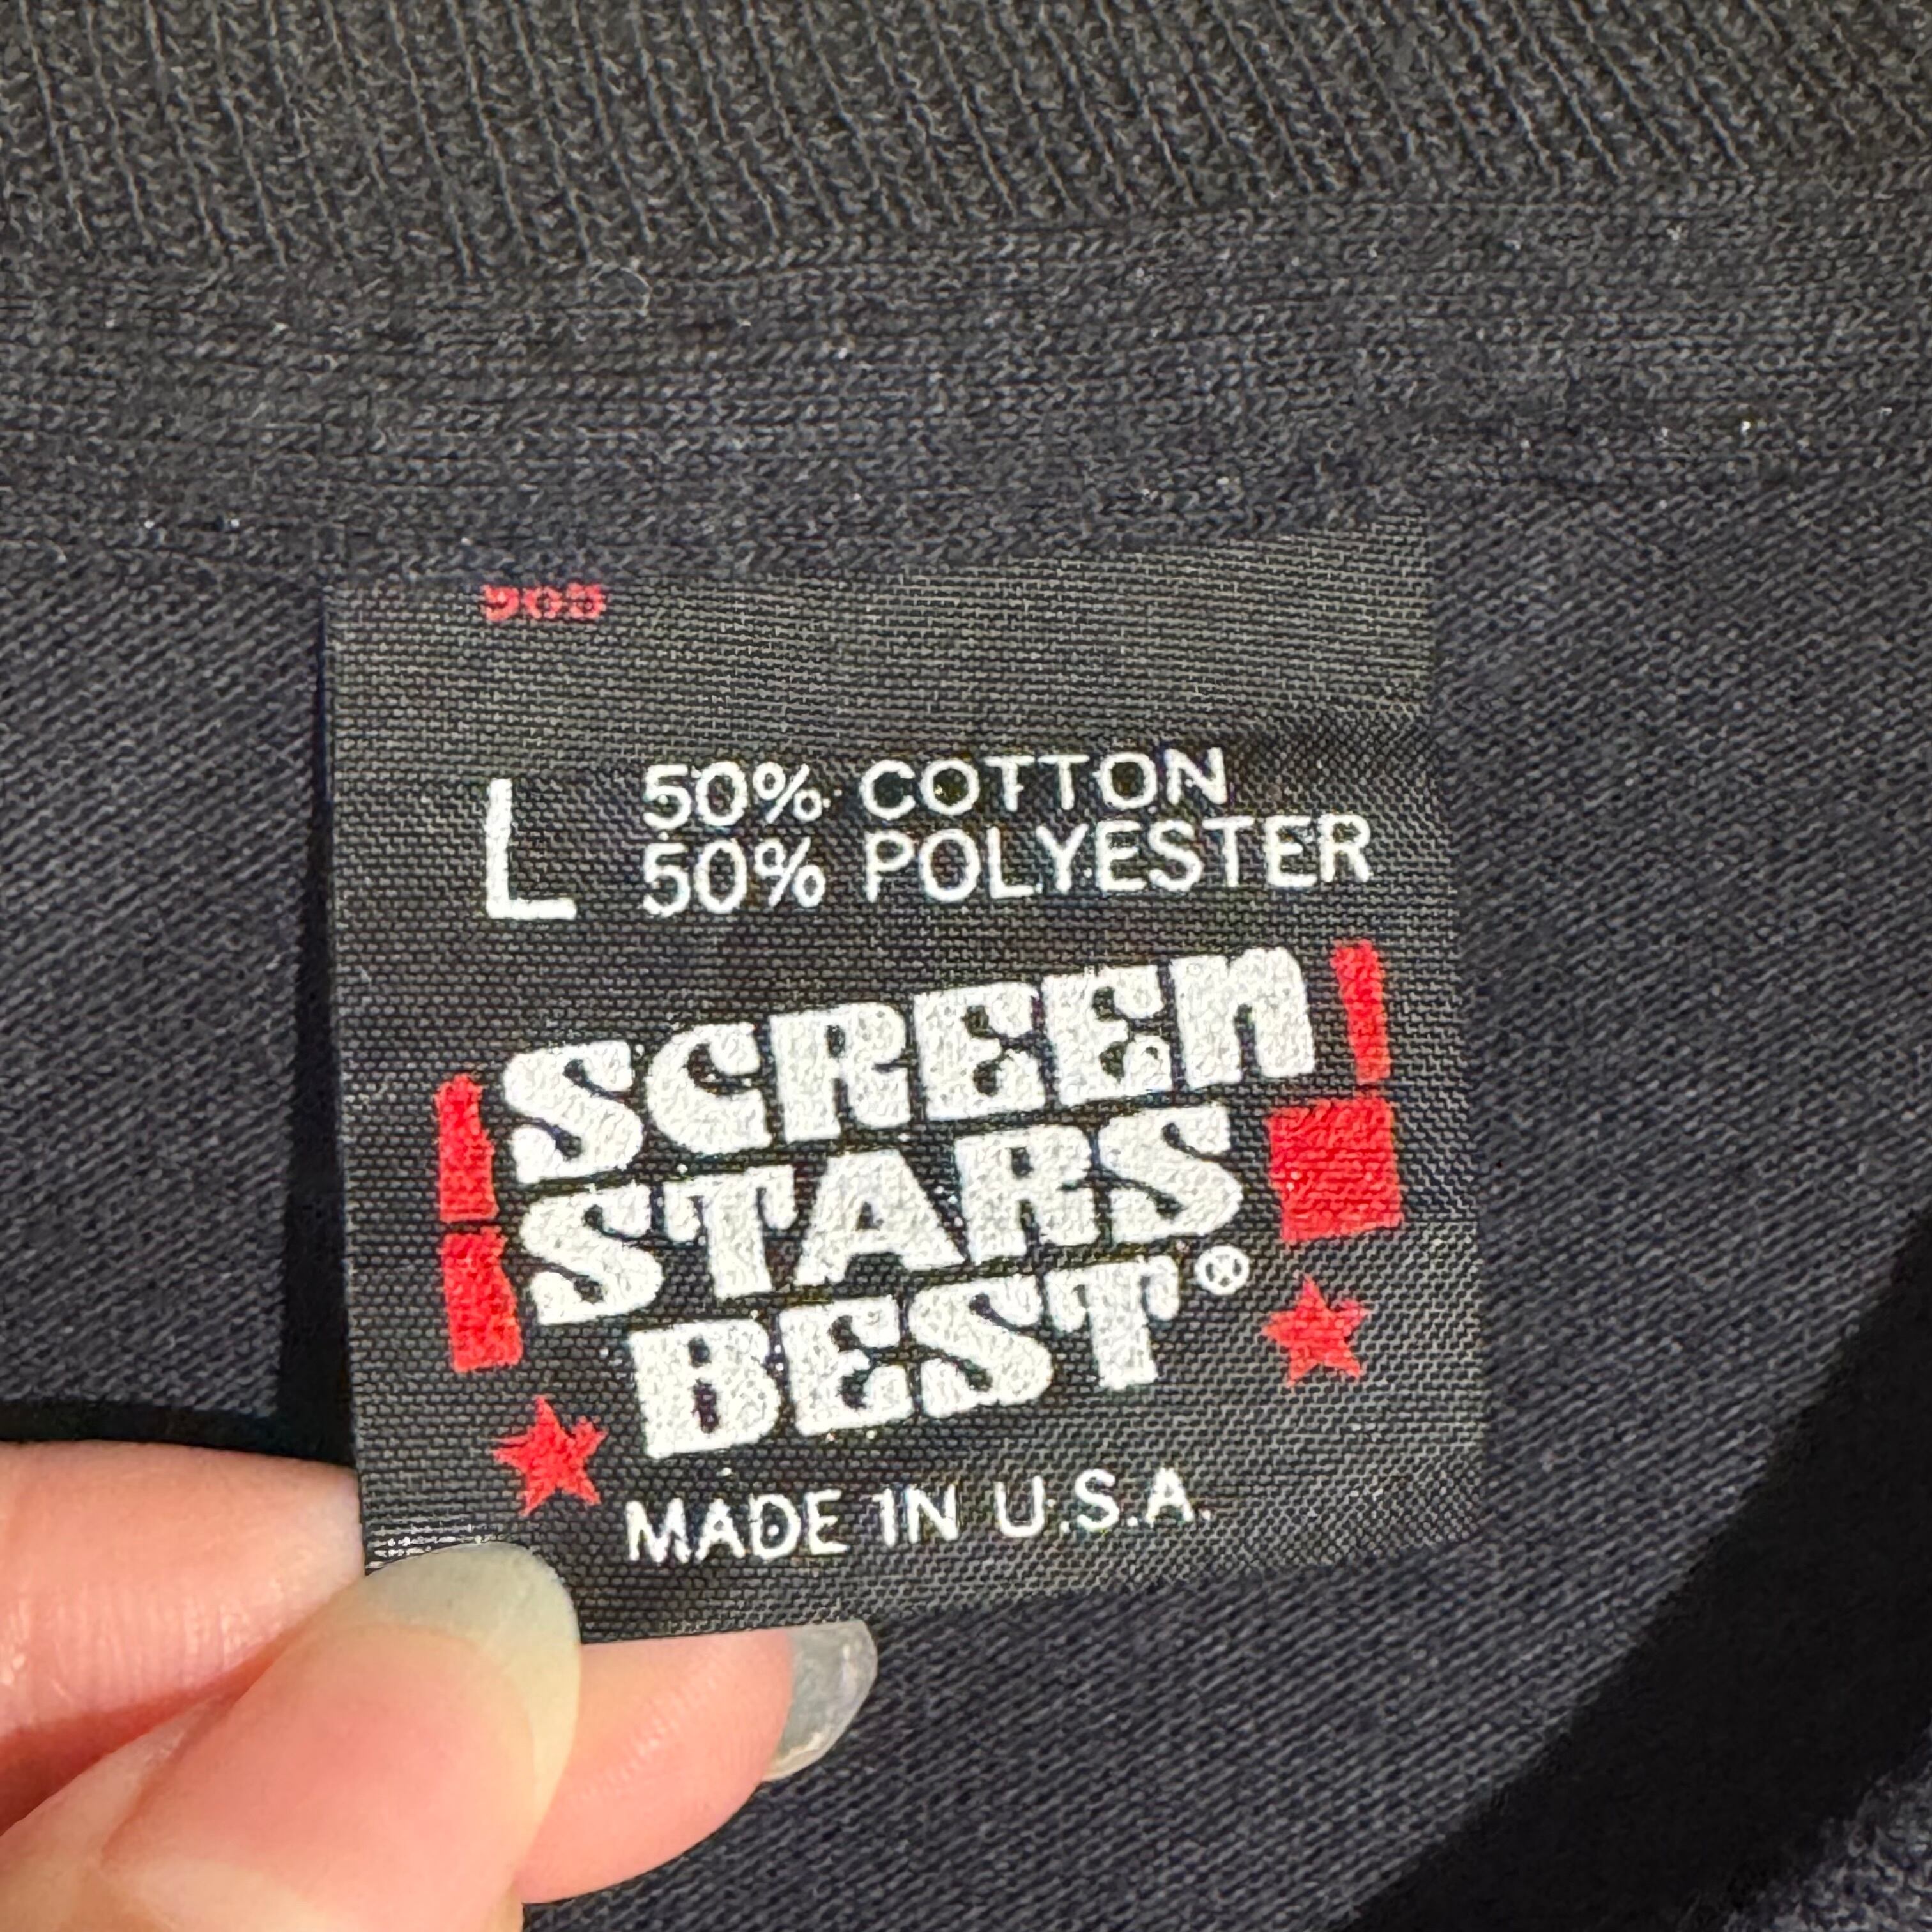 L 50% COTTON
50% POLYESTER
SCREEN
STARS
BEST®
MADE IN U.S.A.